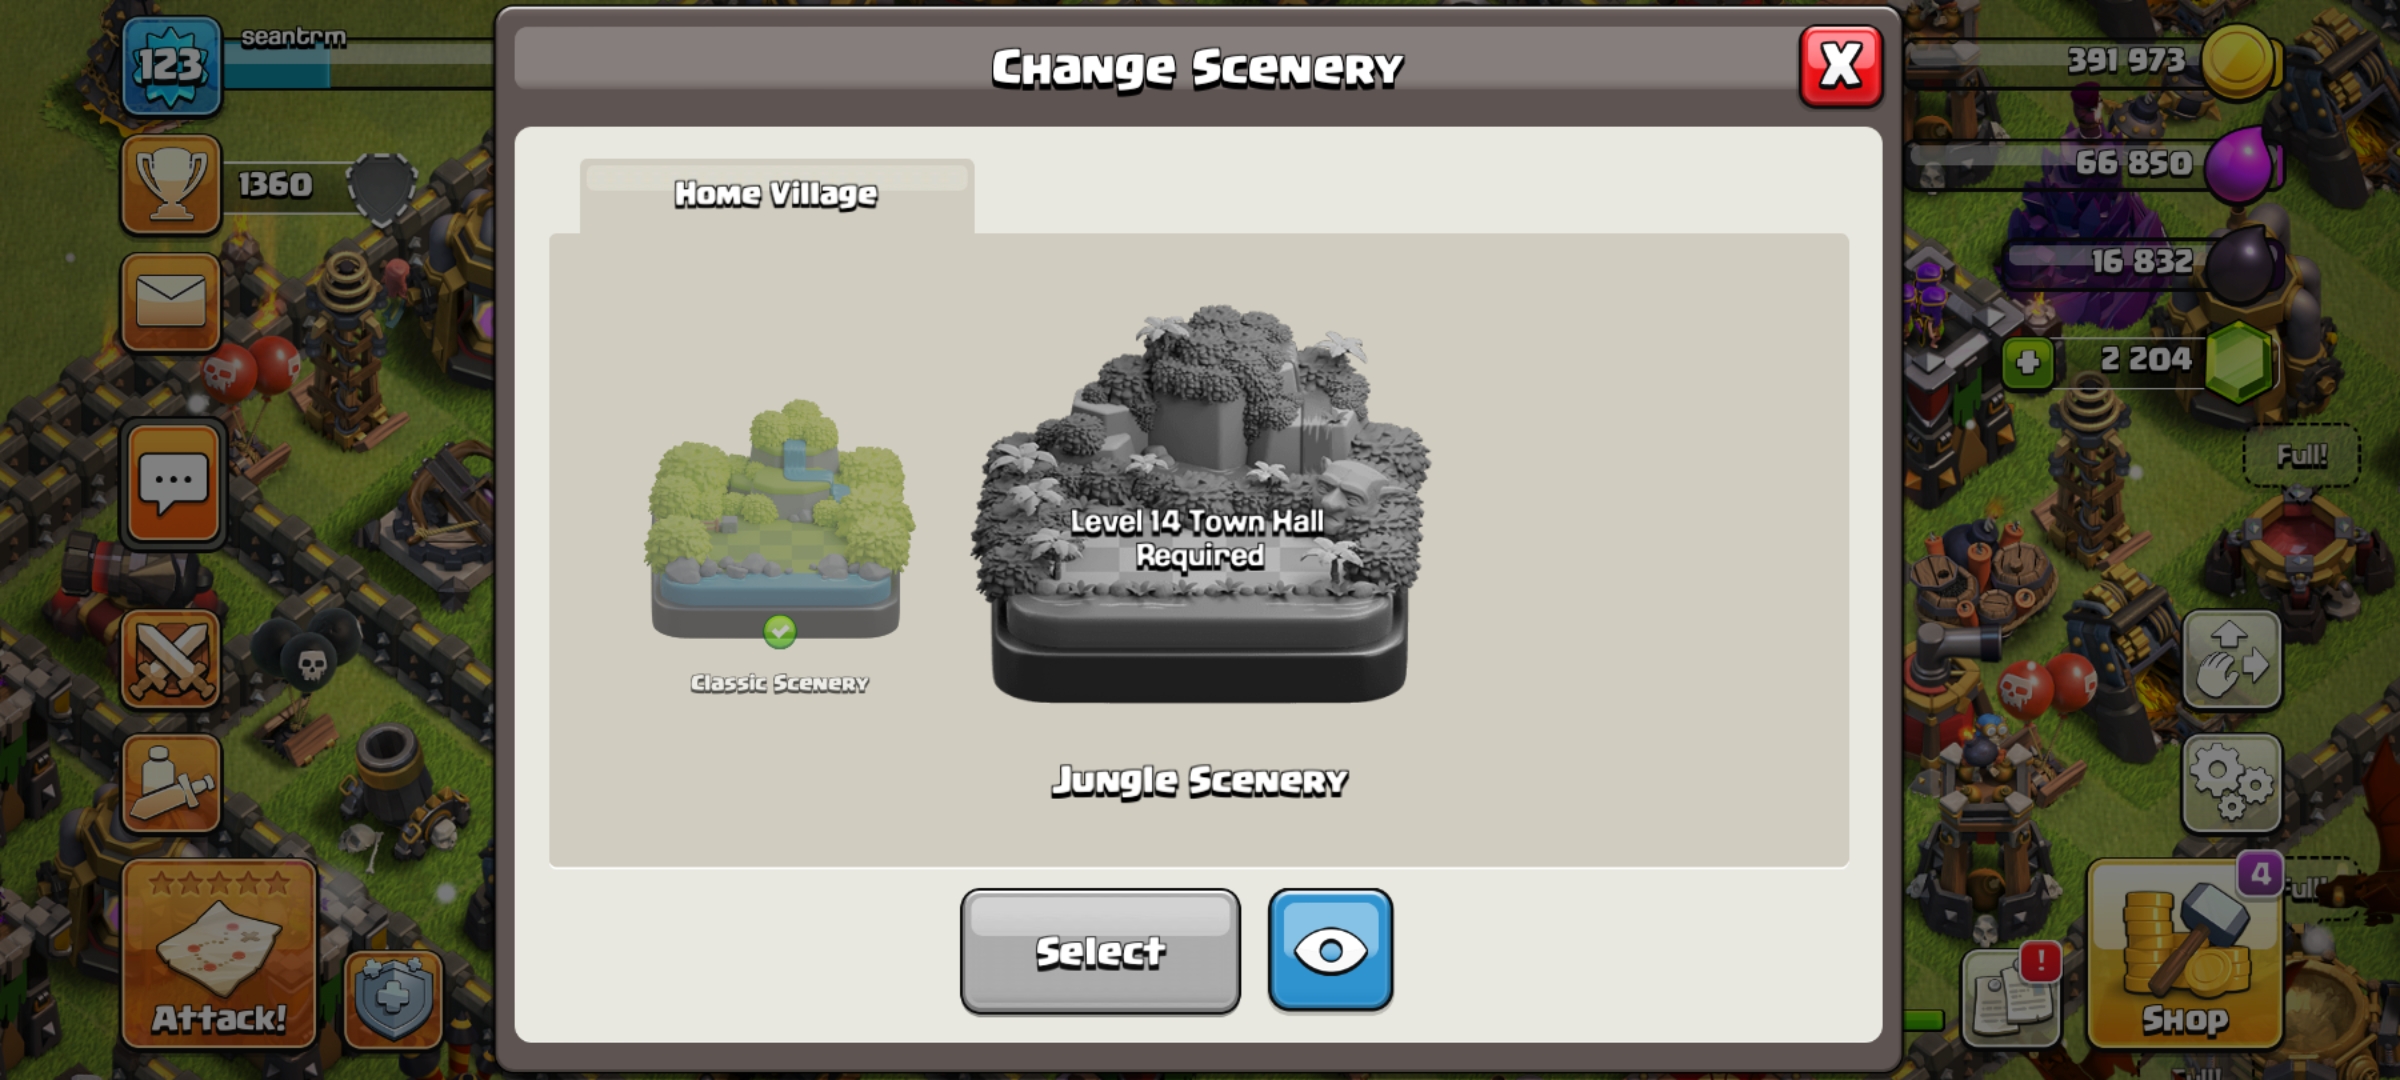 seantrm
123
Change Scenery
X
391 973
1360
Home Village
66 850
16 832
2 204
Full!
Level 14 Town Hall
Required
Classic Scenery
Jungle Scenery
4
Full!
Select
!
Attack!
Shop